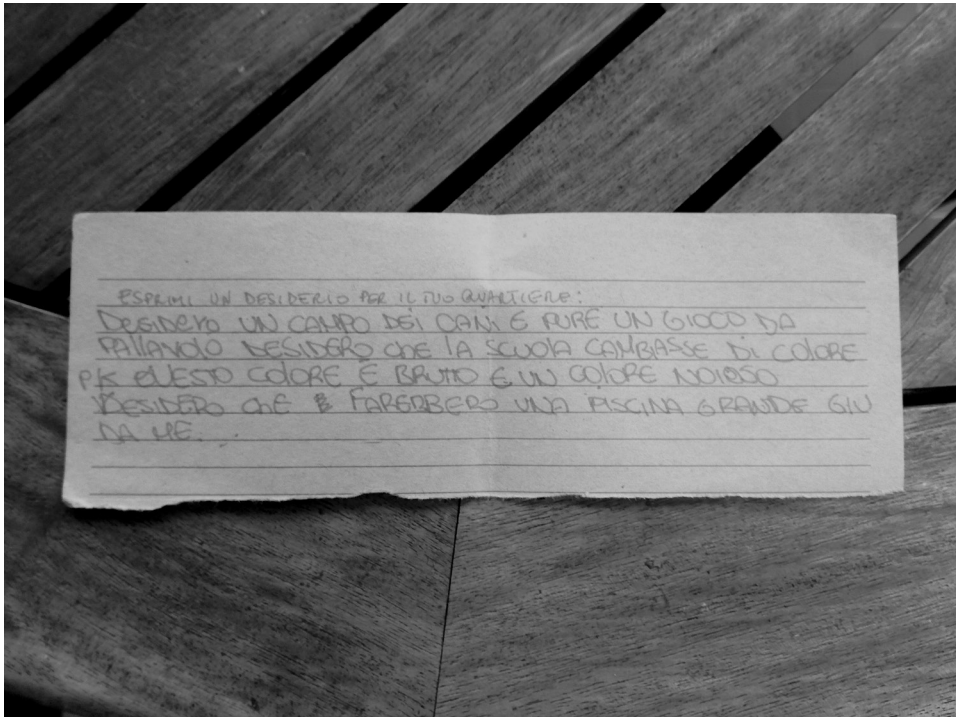 ESPRIMI UN DESIDERIO PER IL TUO QUARTIERE:
DESIDERO UN CAMPO DEI CANI E PURE UN GIOCO DA
PALLAVOLO DESIDERO CHE LA SCUOLA CAMBIASSE DI COLORE
PK QUESTO COLORE E BRUTTO E UN COLORE NOIOSO
DESIDERO CHE FAREBBERO UNA PISCINA GRANDE GIU
DA ME.